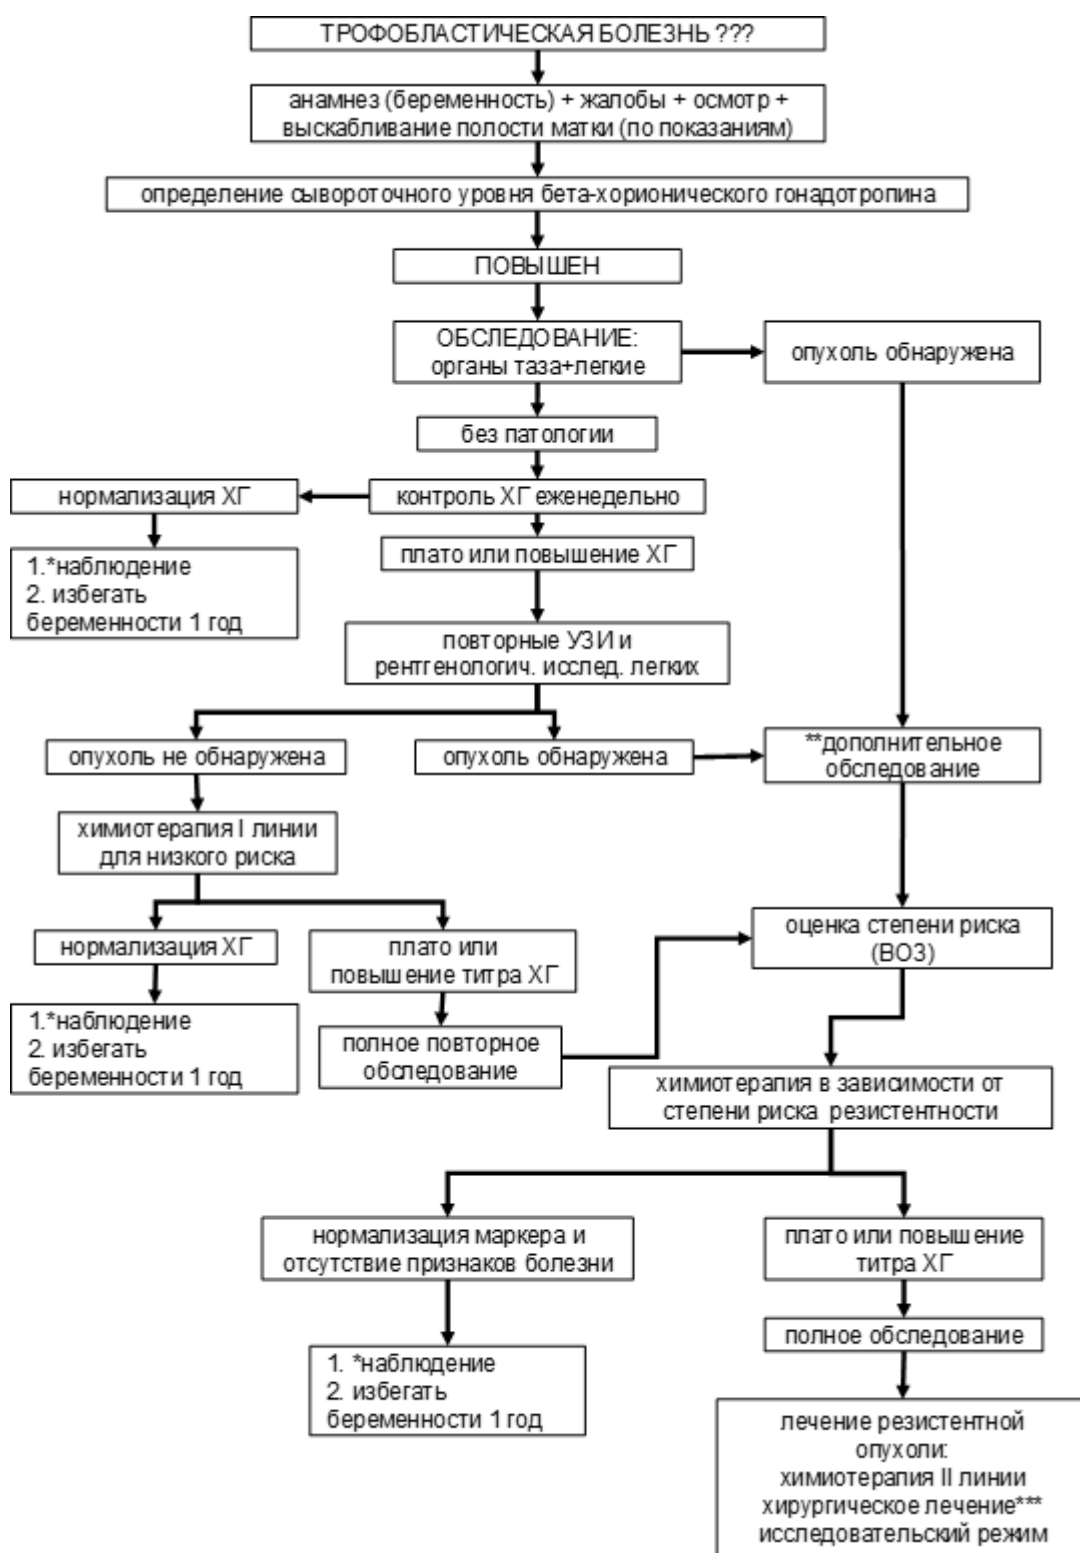 ТРОФОБЛАСТИЧЕСКАЯ БОЛЕЗНЬ ???
анамнез (беременность) + жалобы + осмотр +
выскабливание полости матки (по показаниям)
определение сывороточного уровня бета-хорионического гонадотропина
ПОВЫШЕН
ОБСЛЕДОВАНИЕ:
органы таза+легкие
опухоль обнаружена
без патологии
нормализация ХГ
контроль ХГ еженедельно
1.*наблюдение
2. избегать
беременности 1 год
плато или повышение ХГ
повторные УЗИ и
рентгенологич. исслед. легких
опухоль не обнаружена
опухоль обнаружена
**дополнительное
обследование
химиотерапия I линии
для низкого риска
нормализация ХГ
плато или
повышение титра ХГ
оценка степени риска
(ВОЗ)
1.*наблюдение
2. избегать
беременности 1 год
полное повторное
обследование
химиотерапия в зависимости от
степени риска резистентности
нормализация маркера и
отсутствие признаков болезни
плато или повышение
титра ХГ
полное обследование
1. *наблюдение
2. избегать
беременности 1 год
лечение резистентной
опухоли:
химиотерапия II линии
хирургическое лечение***
исследовательский режим